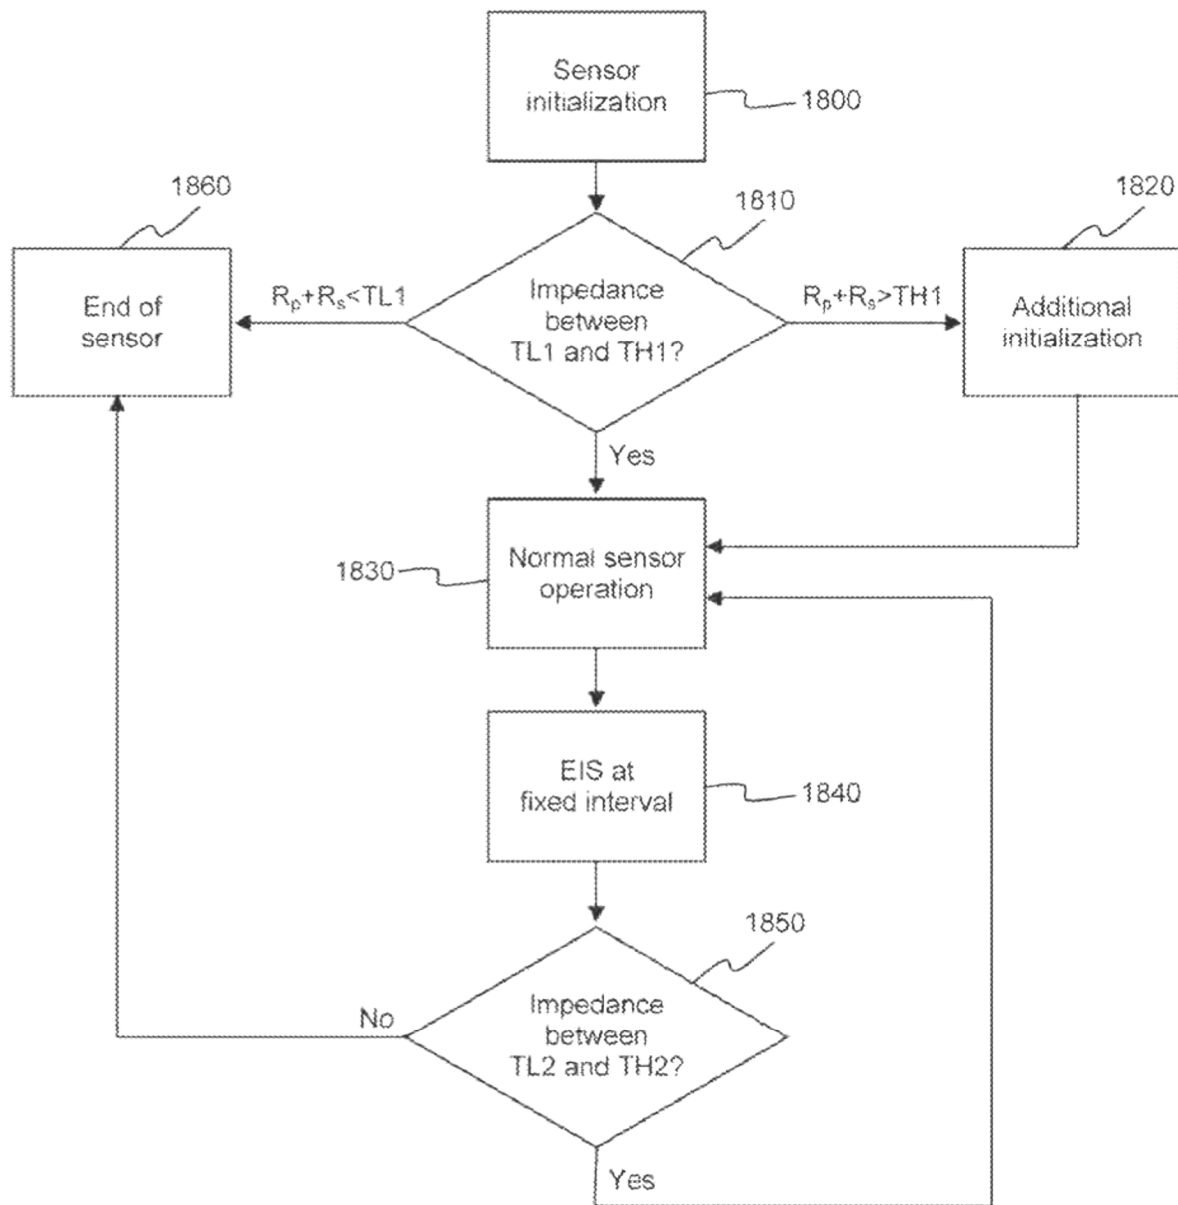 Sensor
initialization
1800
1860
1810
1820
End of
sensor
Rp+Rs<TL1
Impedance
between
TL1 and TH1?
Rp+Rs>TH1
Additional
initialization
Yes
Normal sensor
operation
1830
EIS at
fixed interval
1840
1850
No
Impedance
between
TL2 and TH2?
Yes